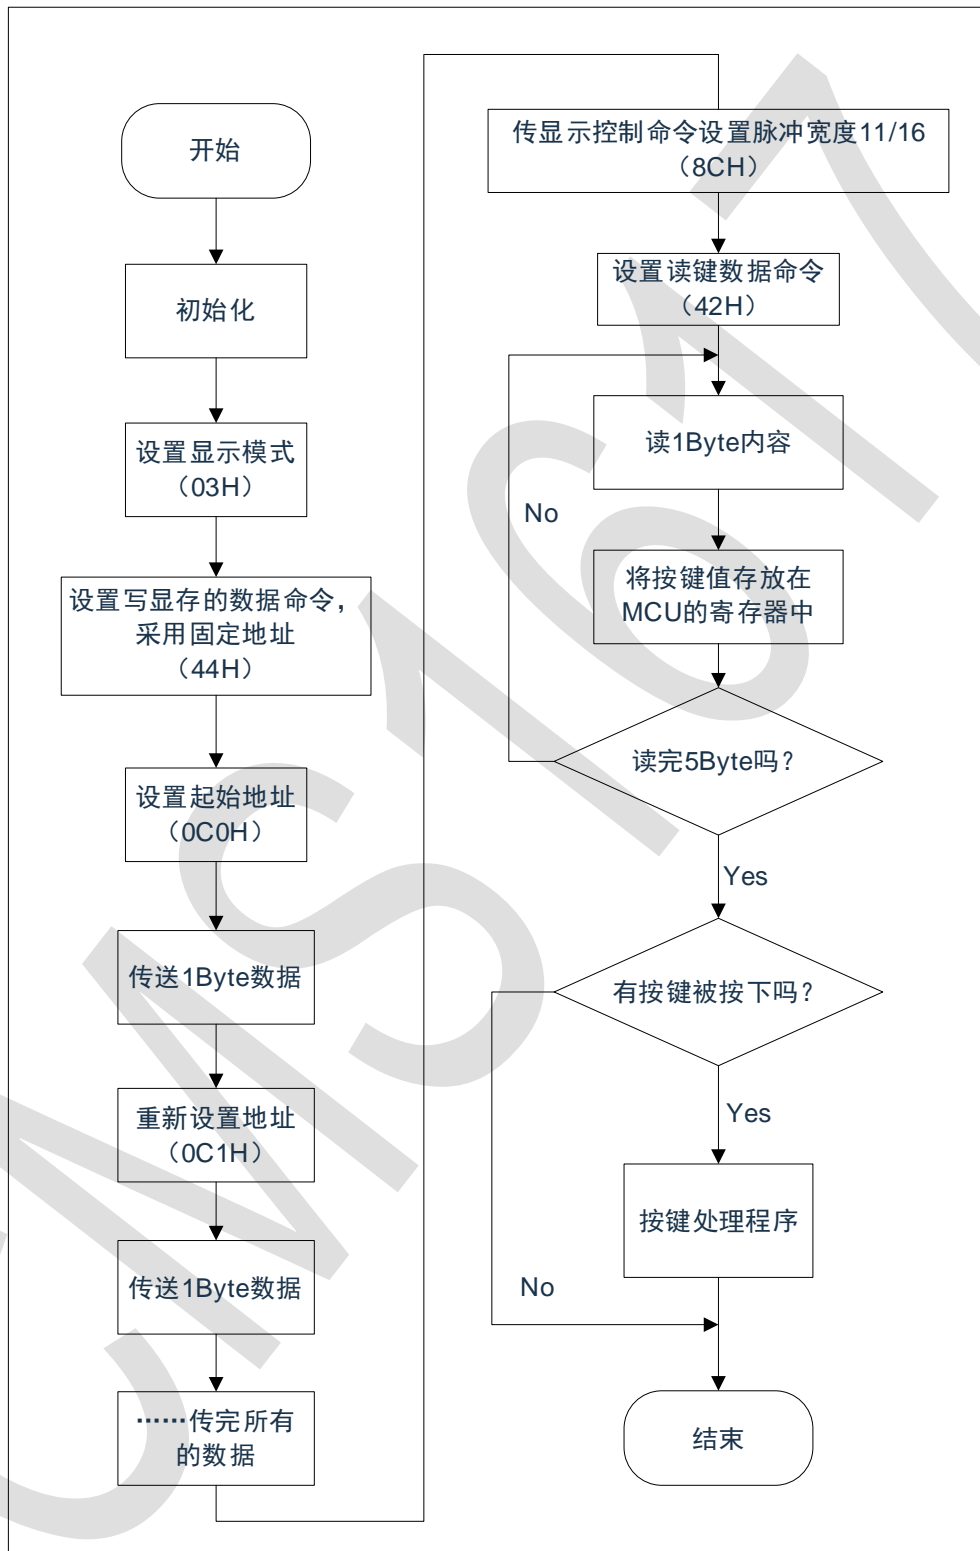 开始
初始化
设置显示模式
（03H）
设置写显存的数据命令，
采用固定地址
（44H）
设置起始地址
（0C0H）
传送1Byte数据
重新设置地址
（0C1H）
传送1Byte数据
……传完所有
的数据
传显示控制命令设置脉冲宽度11/16
（8CH）
设置读键数据命令
（42H）
读1Byte内容
No
将按键值存放在
MCU的寄存器中
读完5Byte吗？
Yes
有按键被按下吗？
Yes
按键处理程序
No
结束
CMS1617